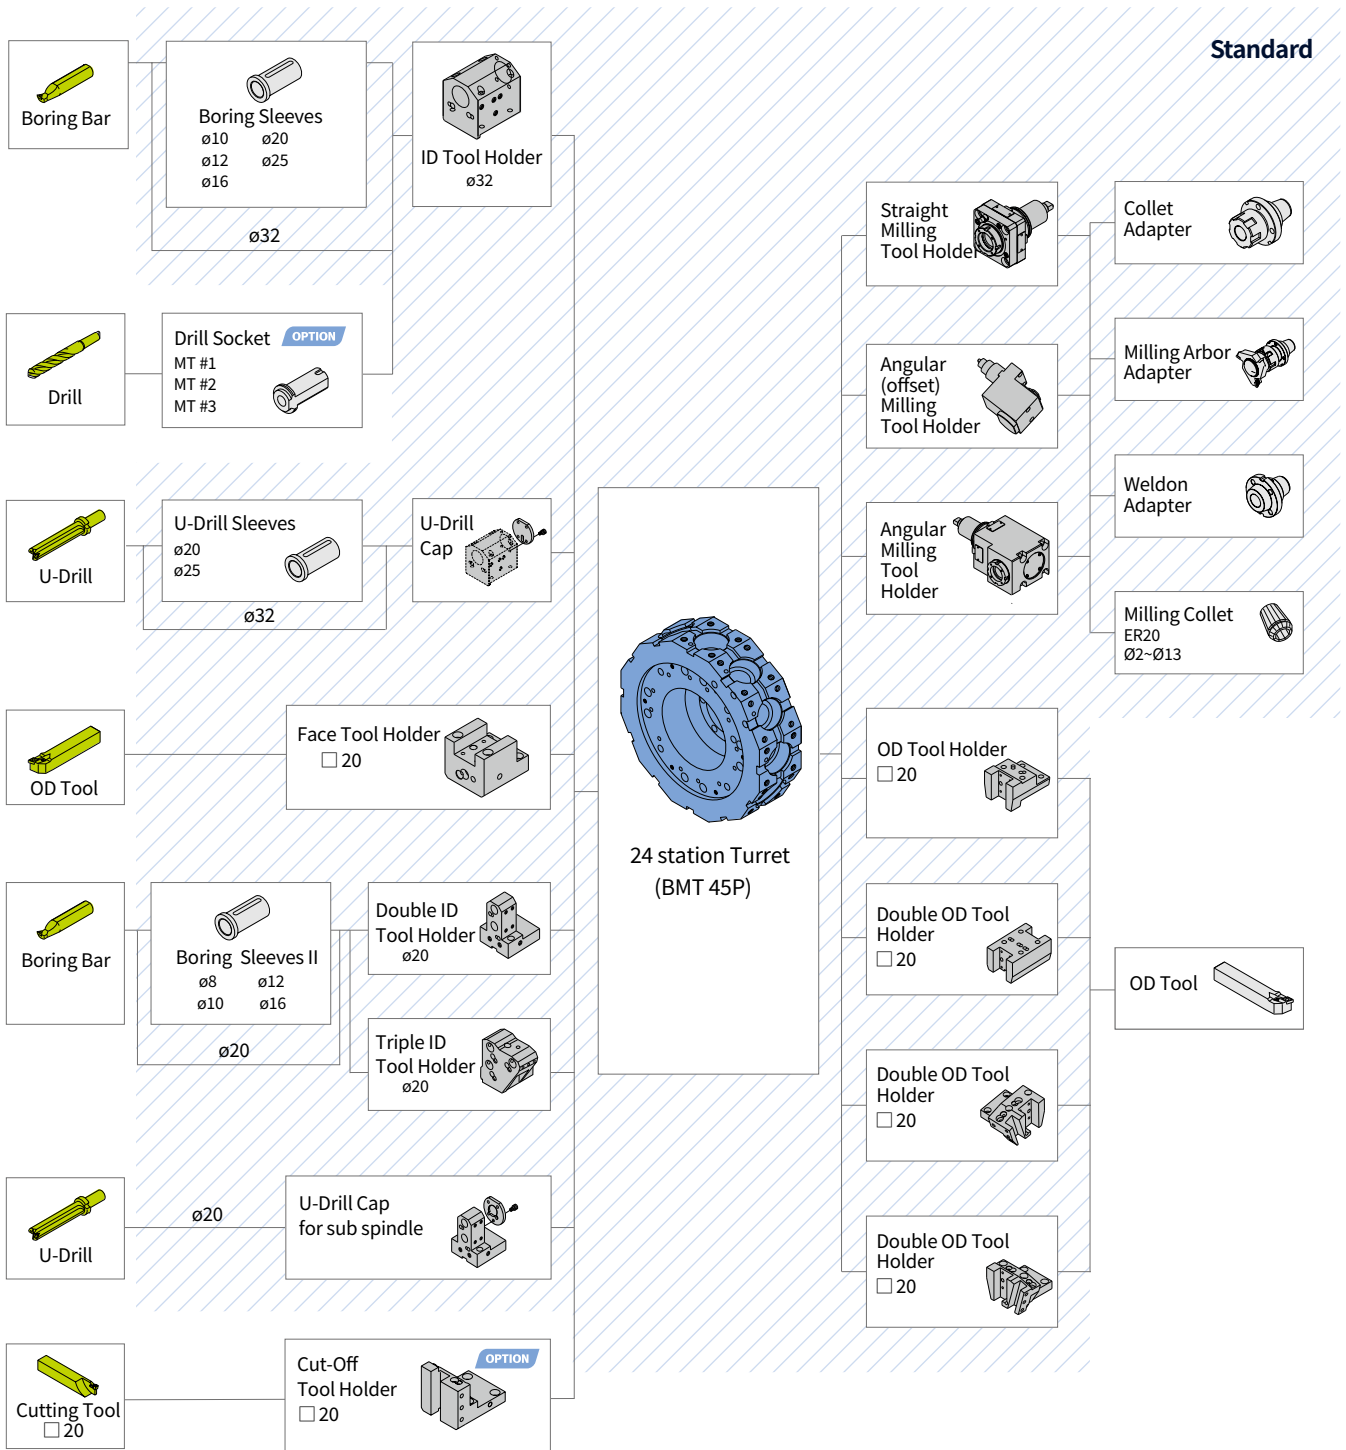 Standard
Boring Bar
Boring Sleeves
ø10 ø20
ø12 ø25
ø16
ø32
ID Tool Holder
ø32
Drill
Drill Socket OPTION
MT #1
MT #2
MT #3
U-Drill
U-Drill Sleeves
ø20
ø25
ø32
U-Drill
Cap
OD Tool
Face Tool Holder
□ 20
Boring Bar
Boring Sleeves II
ø8 ø12
ø10 ø16
ø20
Double ID
Tool Holder
ø20
Triple ID
Tool Holder
ø20
U-Drill
ø20
U-Drill Cap
for sub spindle
Cutting Tool
□ 20
Cut-Off
Tool Holder
□ 20
OPTION
24 station Turret
(BMT 45P)
Straight
Milling
Tool Holder
Angular
(offset)
Milling
Tool Holder
Angular
Milling
Tool
Holder
Collet
Adapter
Milling Arbor
Adapter
Weldon
Adapter
Milling Collet
ER20
Ø2~Ø13
OD Tool Holder
□ 20
Double OD Tool
Holder
□ 20
Double OD Tool
Holder
□ 20
Double OD Tool
Holder
□ 20
OD Tool